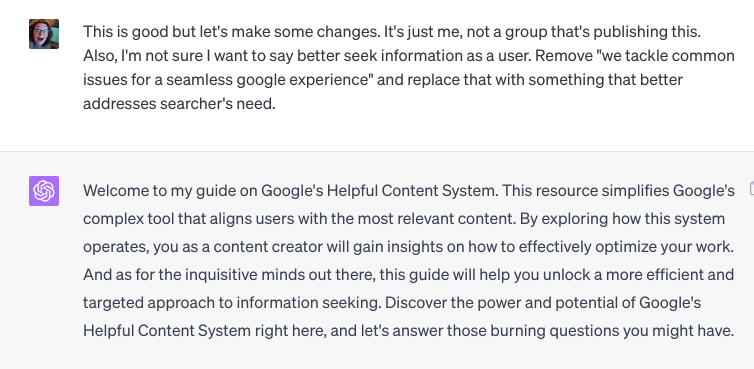 This is good but let's make some changes. It's just me, not a group that's publishing this.
Also, I'm not sure I want to say better seek information as a user. Remove "we tackle common
issues for a seamless google experience" and replace that with something that better
addresses searcher's need.
Welcome to my guide on Google's Helpful Content System. This resource simplifies Google's
complex tool that aligns users with the most relevant content. By exploring how this system
operates, you as a content creator will gain insights on how to effectively optimize your work.
And as for the inquisitive minds out there, this guide will help you unlock a more efficient and
targeted approach to information seeking. Discover the power and potential of Google's
Helpful Content System right here, and let's answer those burning questions you might have.